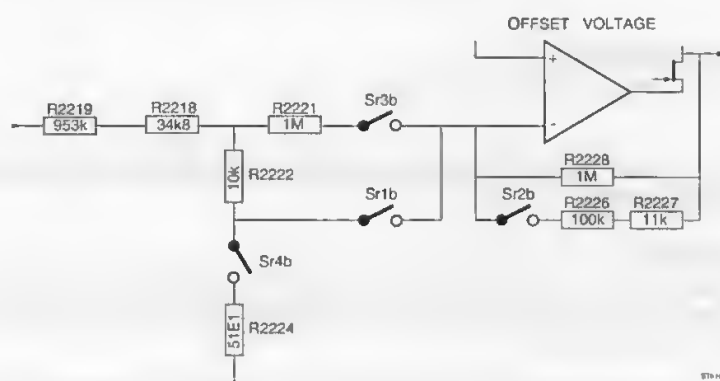 OFFSET VOLTAGE
+
-
R2219
953k
R2218
34k8
R2221
1M
Sr3b
10k
R2222
Sr1b
R2228
1M
Sr2b
R2226
100k
R2227
11k
Sr4b
51E1
R2224